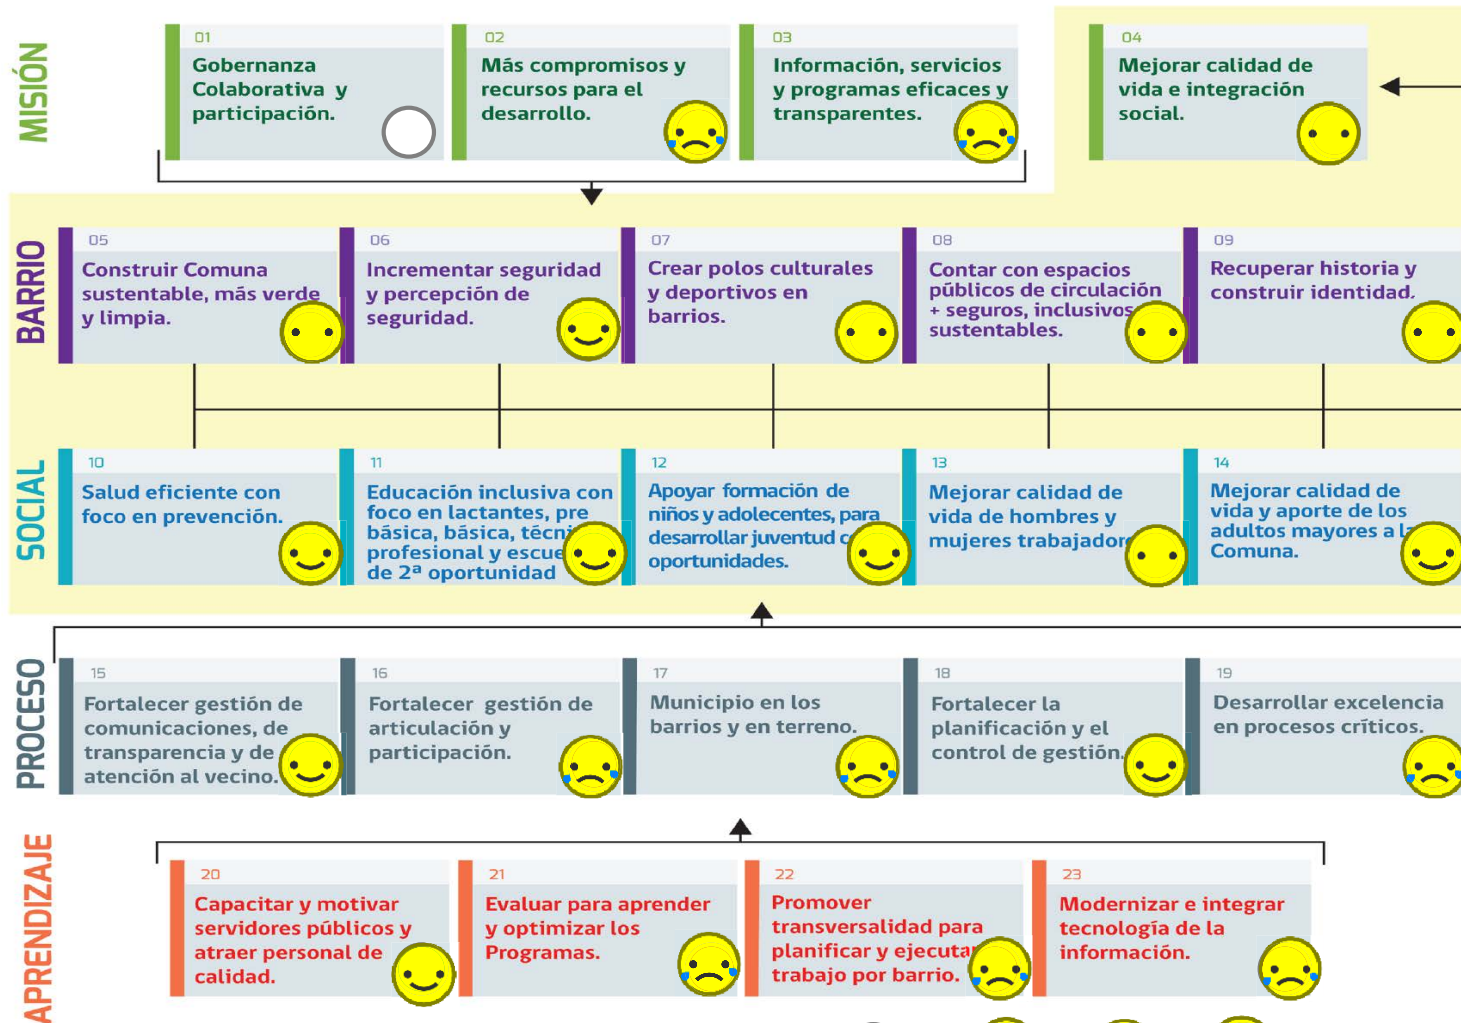 MISIÓN
01
Gobernanza
Colaborativa y
participación.
02
Más compromisos y
recursos para el
desarrollo.
03
Información, servicios
y programas eficaces y
transparentes.
04
Mejorar calidad de
vida e integración
social.
BARRIO
05
Construir Comuna
sustentable, más verde
y limpia.
06
Incrementar seguridad
y percepción de
seguridad.
07
Crear polos culturales
y deportivos en
barrios.
08
Contar con espacios
públicos de circulación
+ seguros, inclusivos
sustentables.
09
Recuperar historia y
construir identidad.
SOCIAL
10
Salud eficiente con
foco en prevención.
11
Educación inclusiva con
foco en lactantes, pre
básica, básica,
profesional y
de 2ª oportunidad
12
Apoyar formación de
niños y adolecentes, para
desarrollar juventud
oportunidades.
13
Mejorar calidad de
vida de hombres y
mujeres
14
Mejorar calidad de
vida y aporte de los
adultos mayores a
Comuna.
PROCESO
15
Fortalecer gestión de
comunicaciones, de
transparencia y de
atención al vecino.
16
Fortalecer gestión de
articulación y
participación.
17
Municipio en los
barrios y en terreno.
18
Fortalecer la
planificación y el
control de gestión.
19
Desarrollar excelencia
en procesos críticos.
APRENDIZAJE
20
Capacitar y motivar
servidores públicos y
atraer personal de
calidad.
21
Evaluar para aprender
y optimizar los
Programas.
22
Promover
transversalidad para
planificar y
trabajo por barrio.
23
Modernizar e integrar
tecnología de la
información.